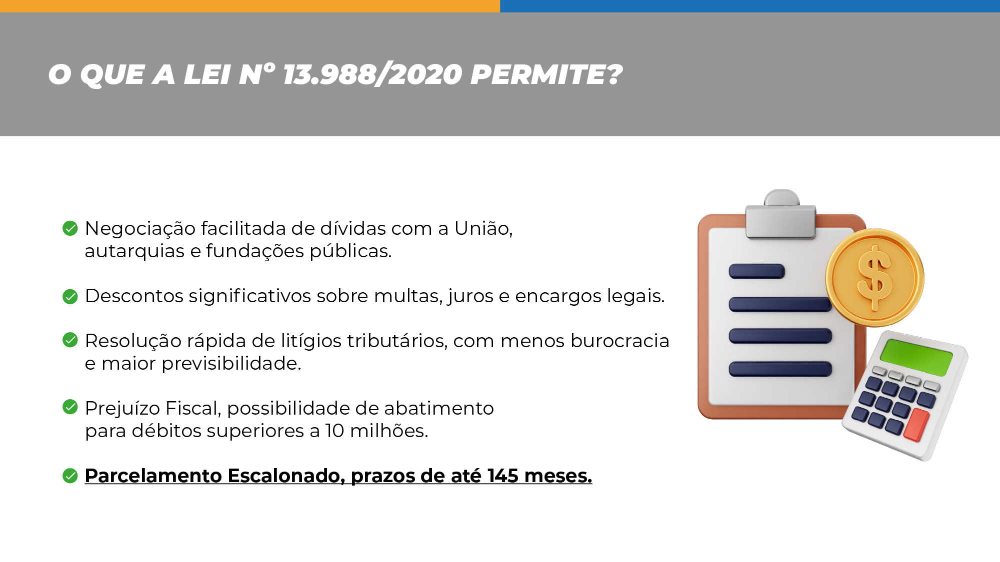 O QUE A LEI Nº 13.988/2020 PERMITE?
Negociação facilitada de dívidas com a União,
autarquias e fundações públicas.
Descontos significativos sobre multas, juros e encargos legais.
Resolução rápida de litígios tributários, com menos burocracia
e maior previsibilidade.
Prejuízo Fiscal, possibilidade de abatimento
para débitos superiores a 10 milhões.
Parcelamento Escalonado, prazos de até 145 meses.
$